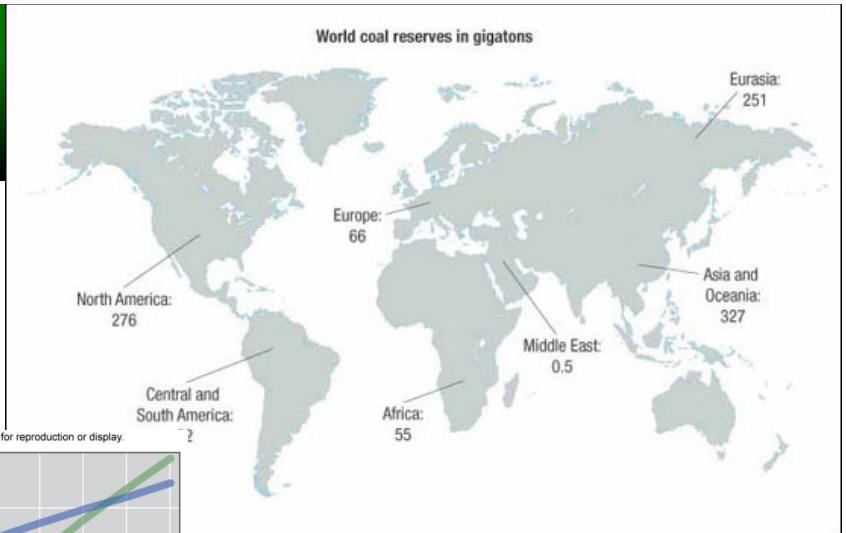 World coal reserves in gigatons
Eurasia:
251
Europe:
66
North America:
276
Asia and
Oceania:
327
Middle East:
0.5
Central and
South America:
Africa:
55
for reproduction or display.